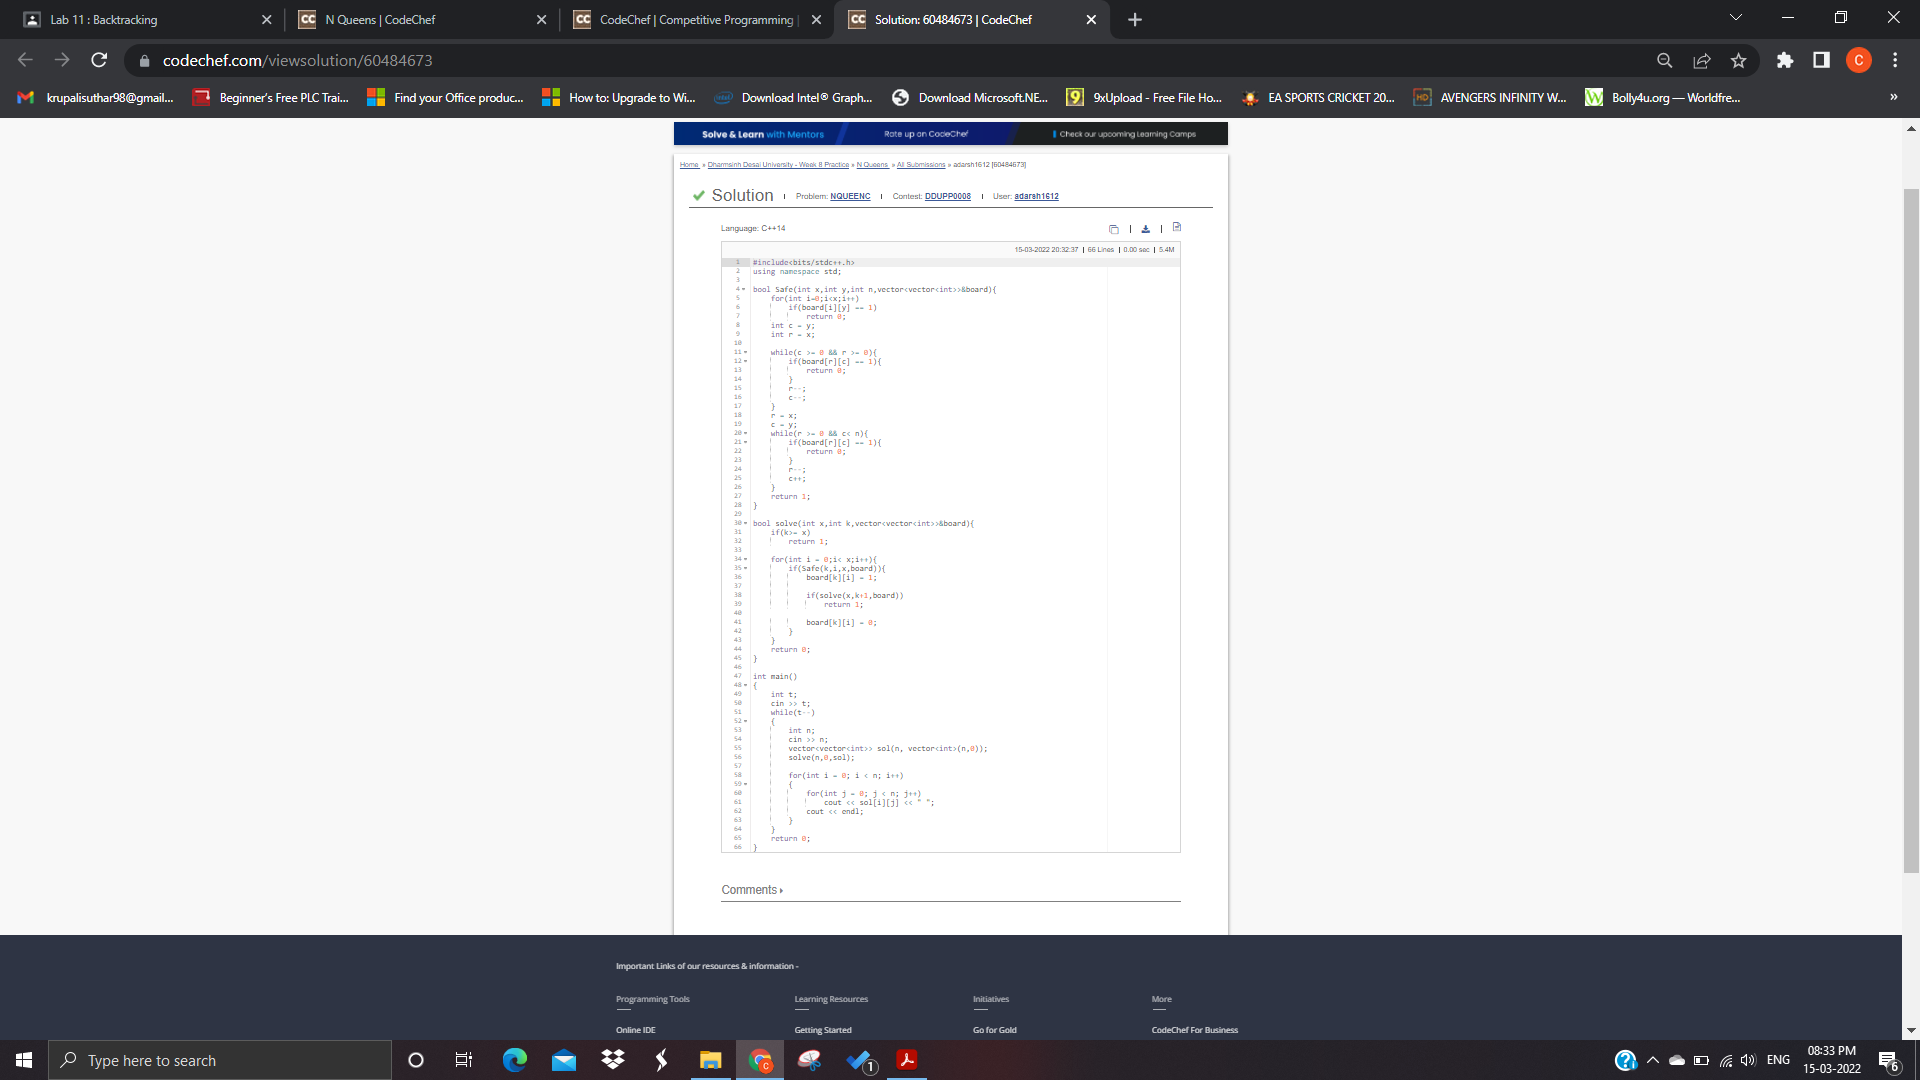 Lab 11 : Backtracking
N Queens | CodeChef
CodeChef | Competitive Programming |
Solution: 60484673 | CodeChef
codechef.com/viewsolution/60484673
C
krupalisuthar98@gmail...
Beginner's Free PLC Trai...
Find your Office produc...
How to: Upgrade to Wi...
Download Intel® Graph...
Download Microsoft.NE...
9xUpload - Free File Ho...
EA SPORTS CRICKET 20...
AVENGERS INFINITY W...
Bolly4u.org — Worldfre...
»
Solve & Learn with Mentors
Rate up on CodeChef
Check our upcoming Learning Camps
Home » Dharmsinh Desai University - Week 8 Practice » N Queens » All Submissions » adarsh1612 [60484673]
Solution | Problem: NQUEENC | Contest: DDUPP0008 | User: adarsh1612
Language: C++14
15-03-2022 20:32:37 | 66 Lines | 0.00 sec | 5.4M
1 #include<bits/stdc++.h>
2 using namespace std;
3
4 bool Safe(int x,int y,int n,vector<vector<int>>&board){
5 for(int i=0;i<x;i++)
6 if(board[i][y] == 1)
7 return 0;
8 int c = y;
9 int r = x;
10
11 while(c >= 0 && r >= 0){
12 if(board[r][c] == 1){
13 return 0;
14 }
15 r--;
16 c--;
17 }
18 r = x;
19 c = y;
20 while(r >= 0 && c< n){
21 if(board[r][c] == 1){
22 return 0;
23 }
24 r--;
25 c++;
26 }
27 return 1;
28 }
29
30 bool solve(int x,int k,vector<vector<int>>&board){
31 if(k>= x)
32 return 1;
33
34 for(int i = 0;i< x;i++){
35 if(Safe(k,i,x,board)){
36 board[k][i] = 1;
37
38 if(solve(x,k+1,board))
39 return 1;
40
41 board[k][i] = 0;
42 }
43 }
44 return 0;
45 }
46
47 int main()
48 {
49 int t;
50 cin >> t;
51 while(t--)
52 {
53 int n;
54 cin >> n;
55 vector<vector<int>> sol(n, vector<int>(n,0));
56 solve(n,0,sol);
57
58 for(int i = 0; i < n; i++)
59 {
60 for(int j = 0; j < n; j++)
61 cout << sol[i][j] << " ";
62 cout << endl;
63 }
64 }
65 return 0;
66 }
Comments
Important Links of our resources & information -
Programming Tools
Learning Resources
Initiatives
More
Online IDE
Getting Started
Go for Gold
CodeChef For Business
Type here to search
1
ENG
08:33 PM
15-03-2022
6